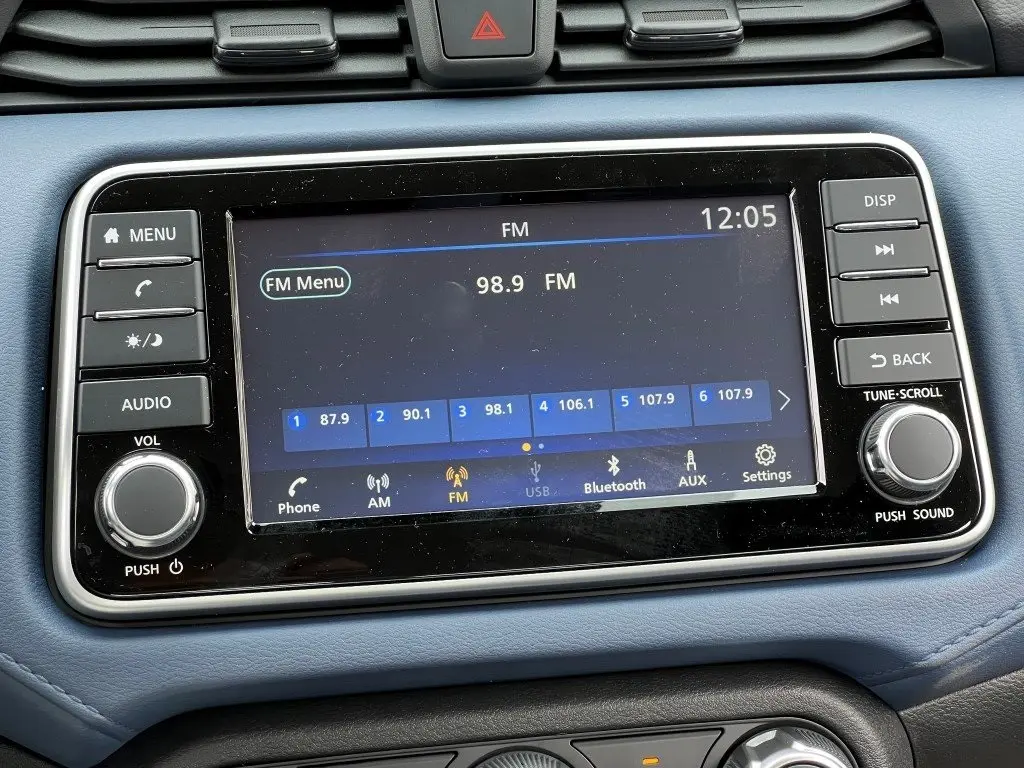 MENU
AUDIO
VOL
PUSH
FM
12:05
FM Menu
98.9 FM
1 87.9
2 90.1
3 98.1
4 106.1
5 107.9
6 107.9
Phone
AM
FM
USB
Bluetooth
AUX
Settings
DISP
BACK
TUNE·SCROLL
PUSH SOUND